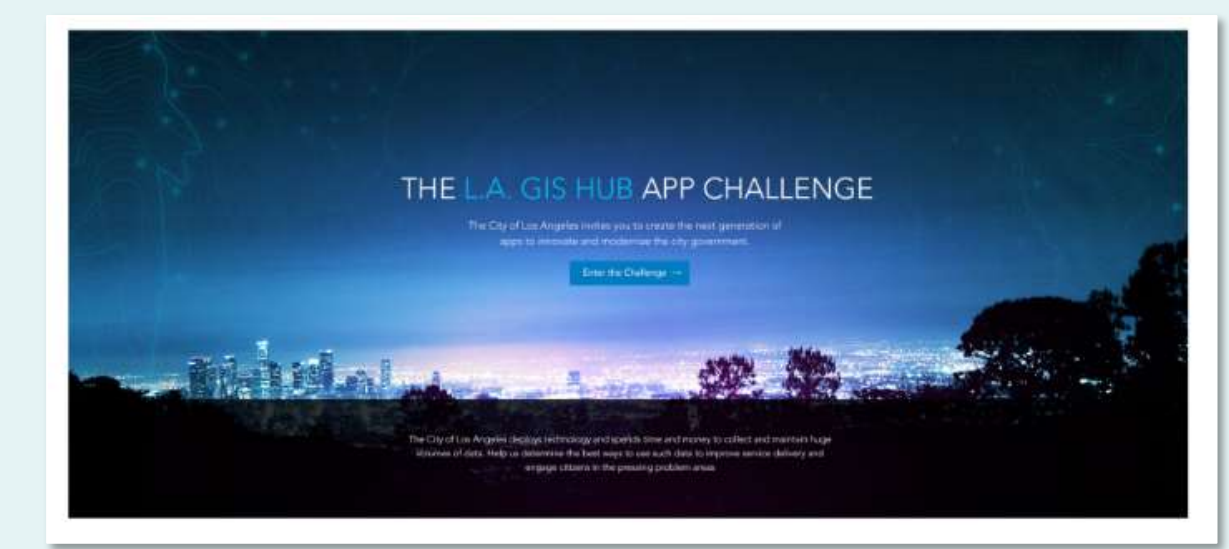 THE L.A. GIS HUB APP CHALLENGE
The City of Los Angeles invites you to create the next generation of
apps to innovate and modernize the city government.
Enter the Challenge →
The City of Los Angeles deploys technology and spends time and money to collect and maintain huge
Volumes of data. Help us determine the best ways to use such data to improve service delivery and
engage citizens in the pressing problem areas